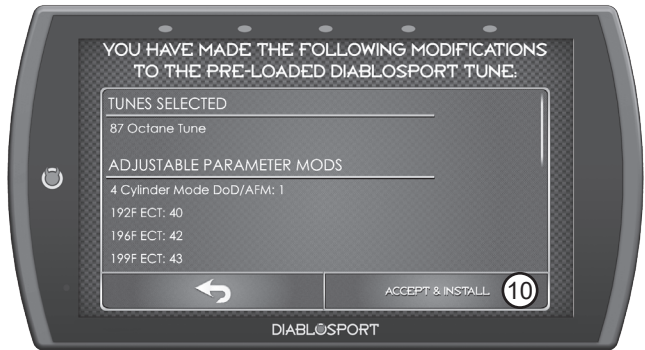 YOU HAVE MADE THE FOLLOWING MODIFICATIONS
TO THE PRE-LOADED DIABLOSPORT TUNE:
TUNES SELECTED
87 Octane Tune
ADJUSTABLE PARAMETER MODS
4 Cylinder Mode DoD/AFM: 1
192F ECT: 40
196F ECT: 42
199F ECT: 43
ACCEPT & INSTALL 10
DIABLOSPORT